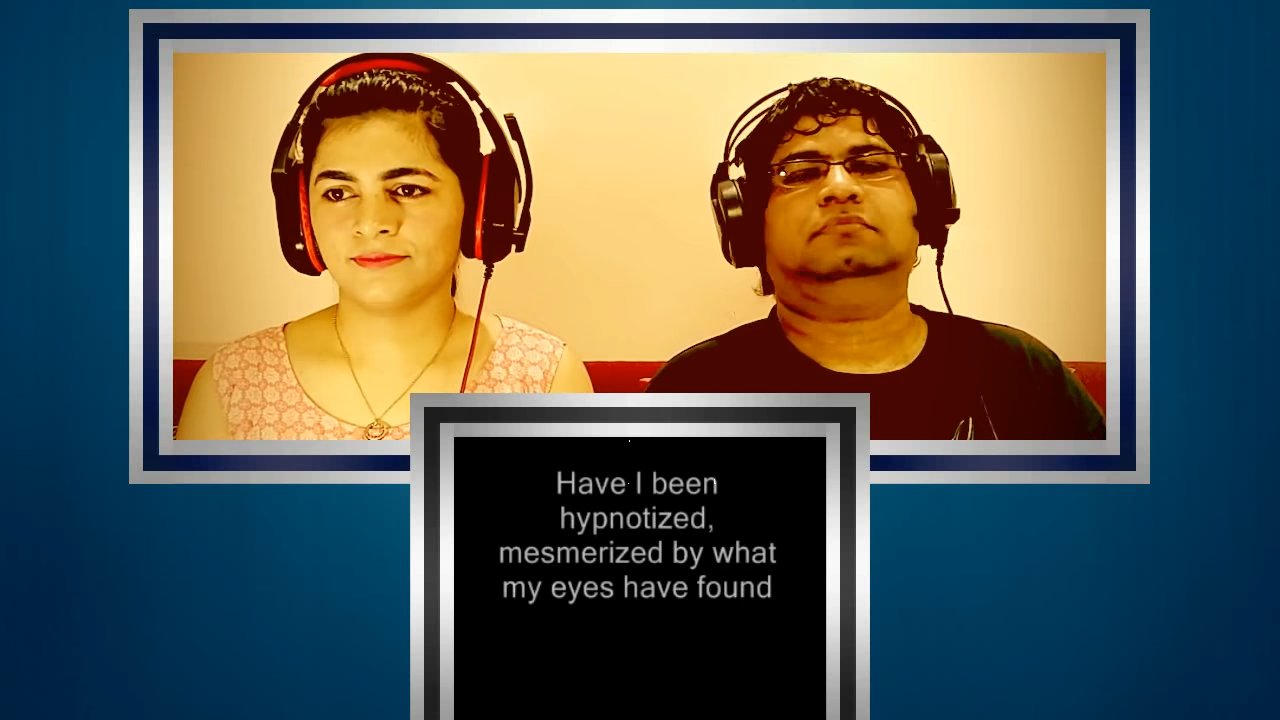 Have I been
hypnotized,
mesmerized by what
my eyes have found